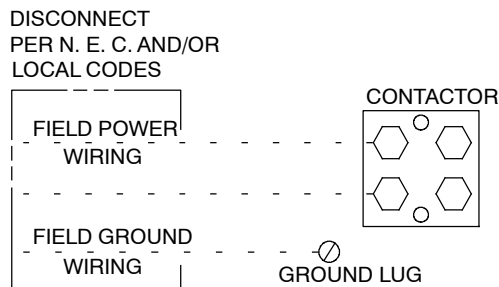 DISCONNECT
PER N. E. C. AND/OR
LOCAL CODES
CONTACTOR
FIELD POWER
WIRING
FIELD GROUND
WIRING
GROUND LUG